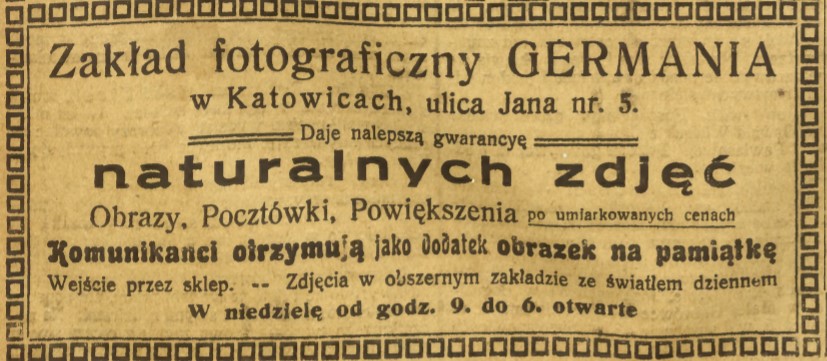 Zakład fotograficzny GERMANIA
w Katowicach, ulica Jana nr. 5.
Daje nalepszą gwarancyę
naturalnych zdjęć
Obrazy, Pocztówki, Powiększenia po umiarkowanych cenach
Komunikanci otrzymują jako dodatek obrazek na pamiątkę
Wejście przez sklep. -- Zdjęcia w obszernym zakładzie ze światłem dziennem
W niedzielę od godz. 9. do 6. otwarte